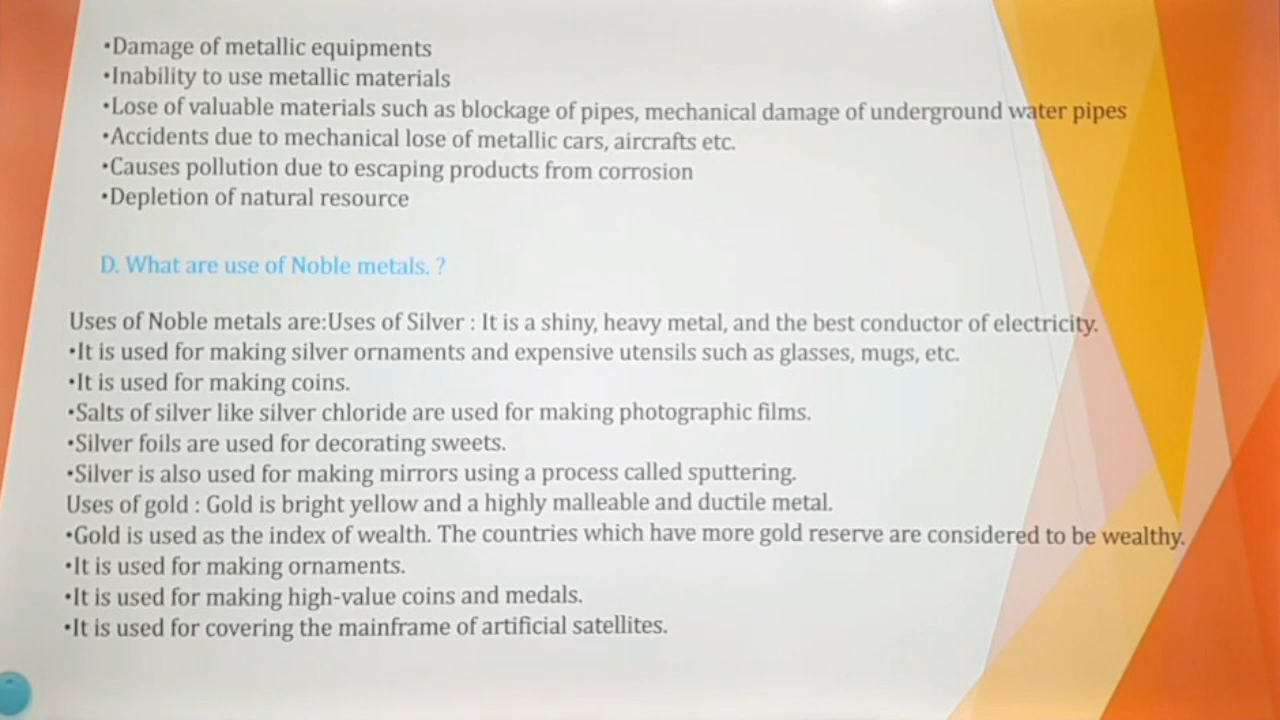 •Damage of metallic equipments
•Inability to use metallic materials
•Lose of valuable materials such as blockage of pipes, mechanical damage of underground water pipes
•Accidents due to mechanical lose of metallic cars, aircrafts etc.
•Causes pollution due to escaping products from corrosion
•Depletion of natural resource
D. What are use of Noble metals. ?
Uses of Noble metals are:Uses of Silver : It is a shiny, heavy metal, and the best conductor of electricity.
•It is used for making silver ornaments and expensive utensils such as glasses, mugs, etc.
•It is used for making coins.
•Salts of silver like silver chloride are used for making photographic films.
•Silver foils are used for decorating sweets.
•Silver is also used for making mirrors using a process called sputtering.
Uses of gold : Gold is bright yellow and a highly malleable and ductile metal.
•Gold is used as the index of wealth. The countries which have more gold reserve are considered to be wealthy.
•It is used for making ornaments.
•It is used for making high-value coins and medals.
•It is used for covering the mainframe of artificial satellites.